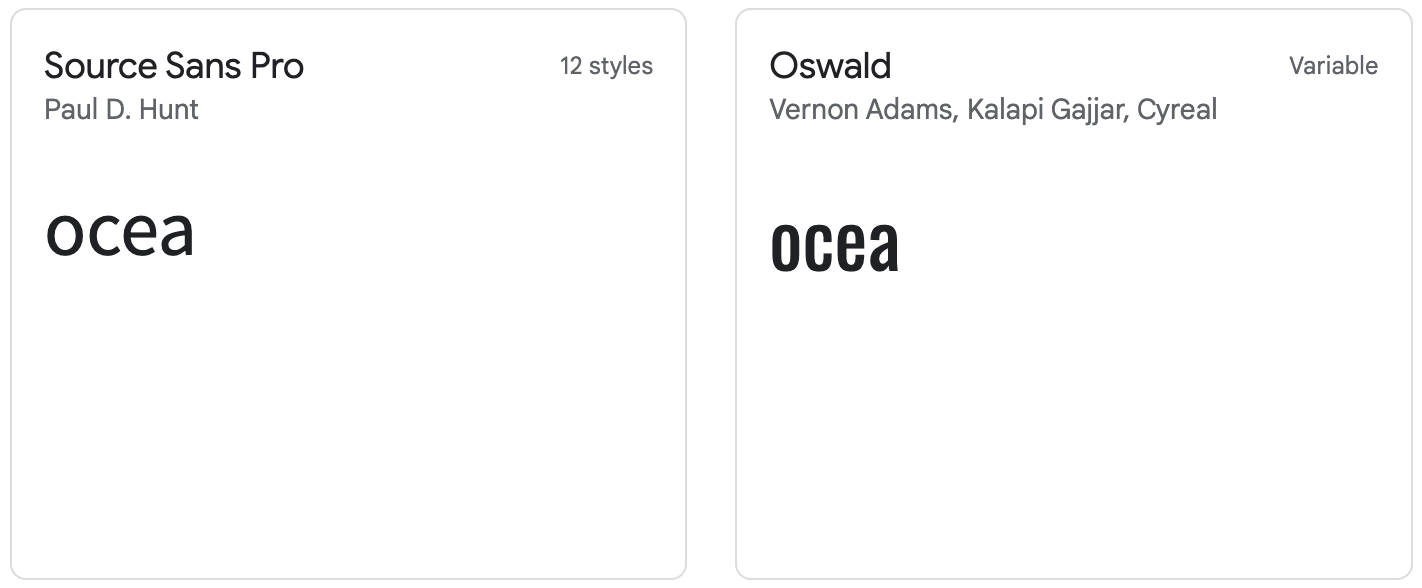 Source Sans Pro
12 styles
Paul D. Hunt
ocea
Oswald
Variable
Vernon Adams, Kalapi Gajjar, Cyreal
ocea